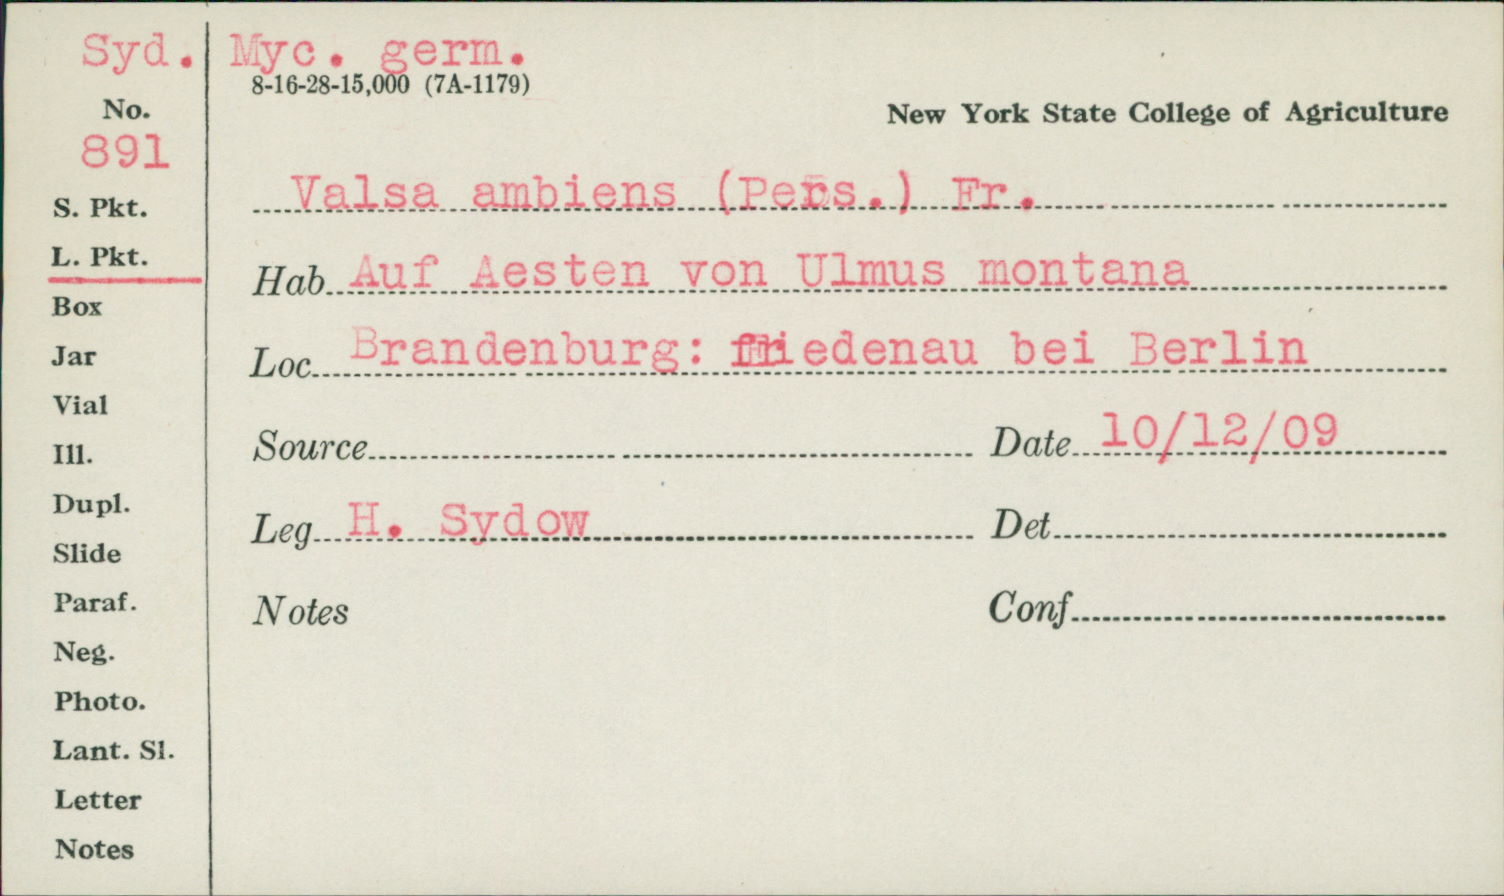 Syd. Myc. germ.
8-16-28-15,000 (7A-1179)
No.
New York State College of Agriculture
891
Valsa ambiens (Pers.) Fr.
S. Pkt.
L. Pkt.
Hab Auf Aesten von Ulmus montana
Box
Jar
Loc Brandenburg: Friedenau bei Berlin
Vial
Ill.
Source Date 10/12/09
Dupl.
Leg H. Sydow Det
Slide
Paraf.
Notes Conf
Neg.
Photo.
Lant. Sl.
Letter
Notes